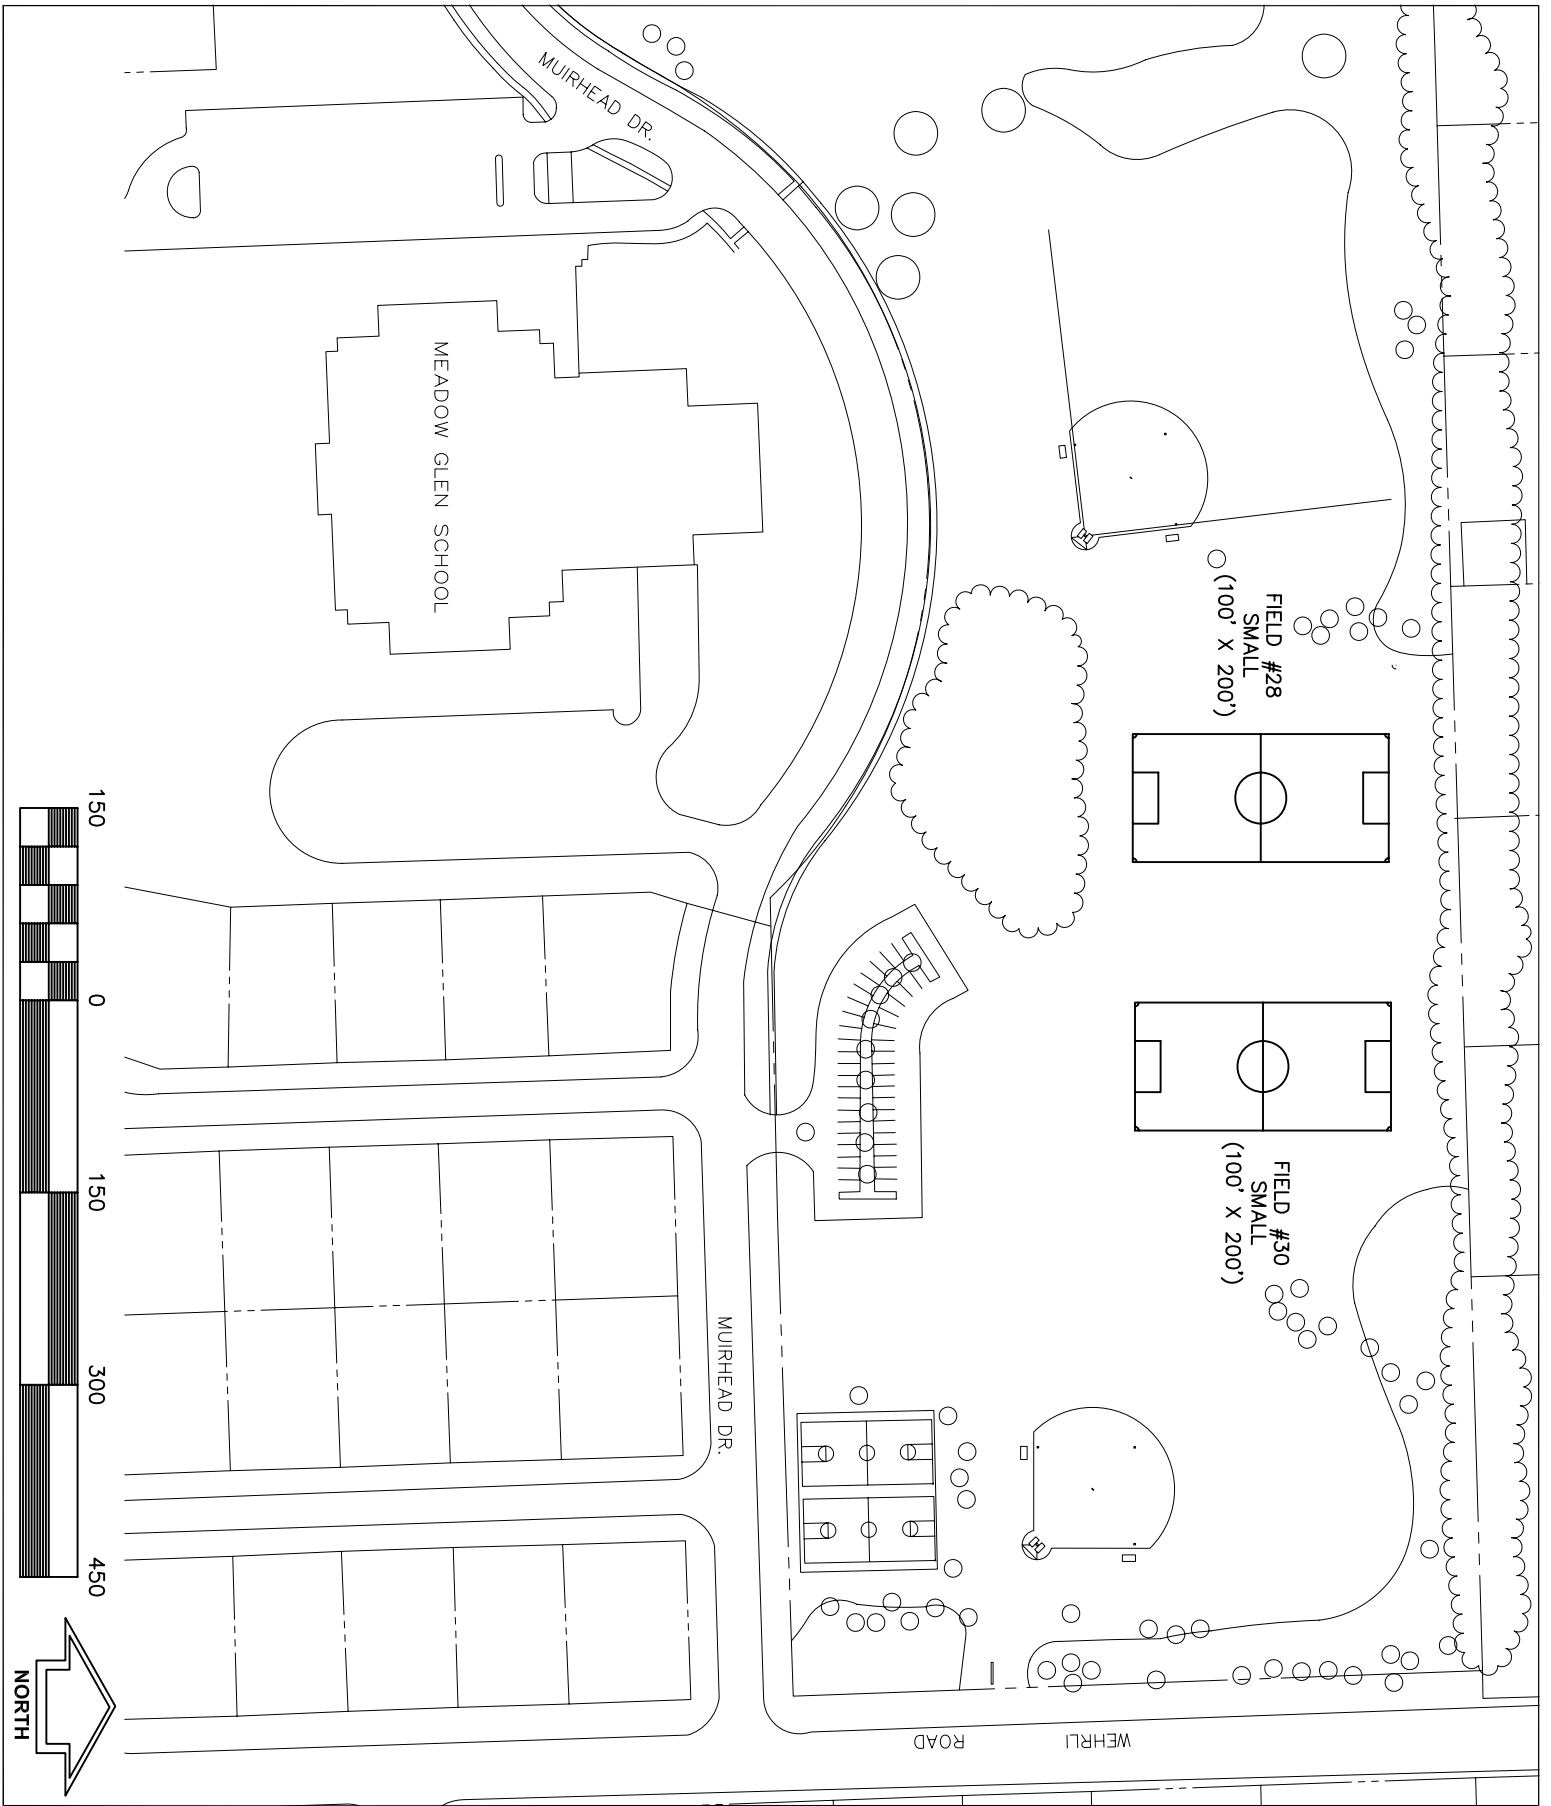 MUIRHEAD DR.
MEADOW GLEN SCHOOL
FIELD #28
SMALL
(100' X 200')
FIELD #30
SMALL
(100' X 200')
MUIRHEAD DR.
WEHRLI
ROAD
150
0
150
300
450
NORTH